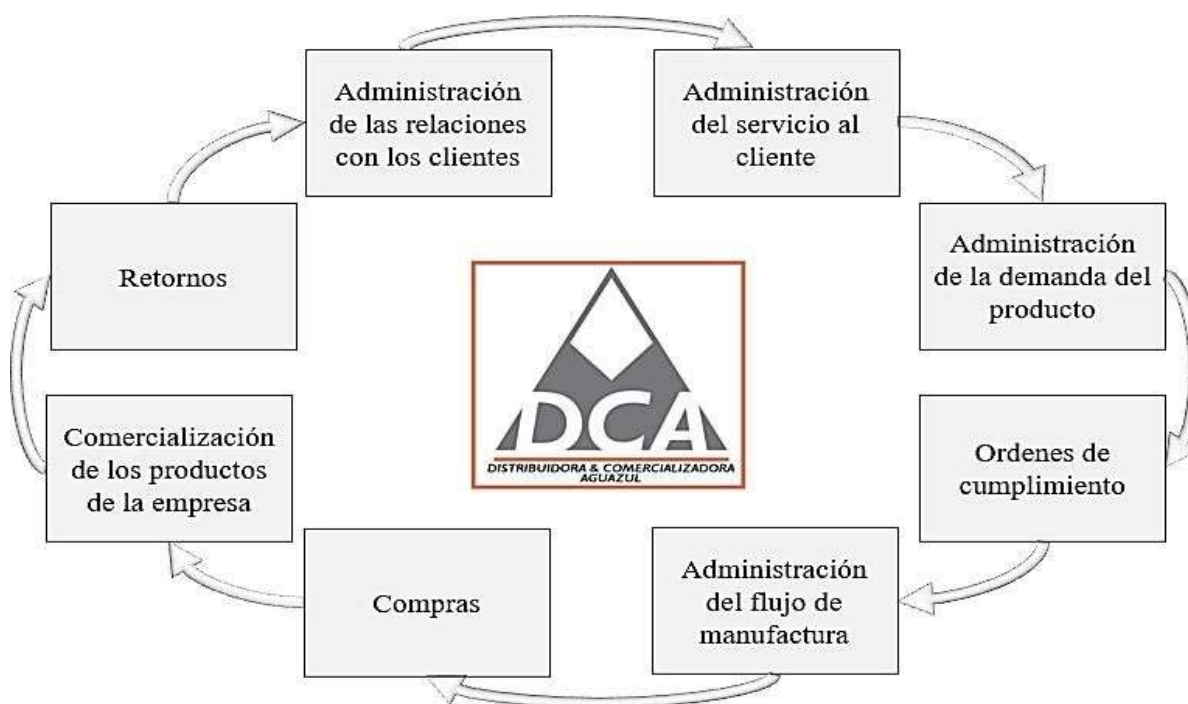 Administración
de las relaciones
con los clientes
Administración
del servicio al
cliente
Administración
de la demanda del
producto
Ordenes de
cumplimiento
Administración
del flujo de
manufactura
Compras
Comercialización
de los productos
de la empresa
Retornos
DCA
DISTRIBUIDORA & COMERCIALIZADORA
AGUAZUL